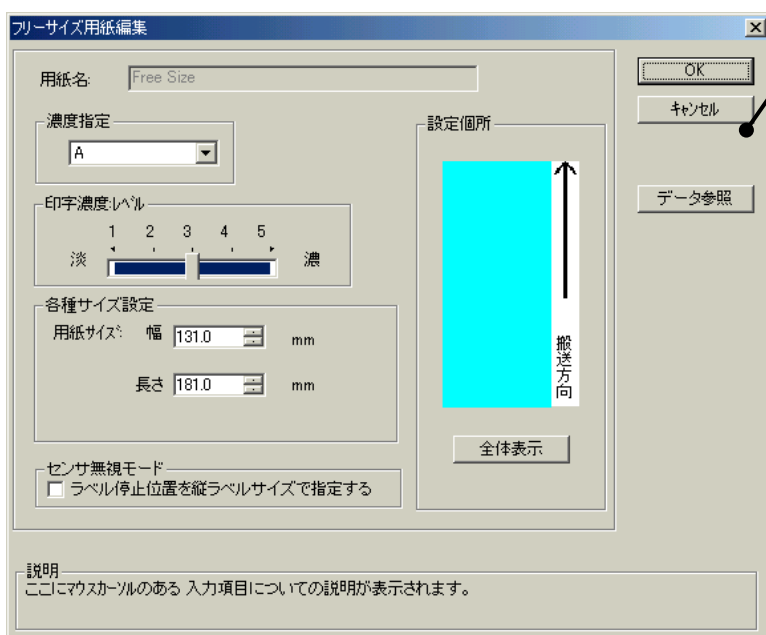 フリーサイズ用紙編集
用紙名: Free Size
OK
キャンセル
データ参照
濃度指定
A
印字濃度:レベル
1 2 3 4 5
淡 濃
各種サイズ設定
用紙サイズ: 幅 131.0 mm
長さ 181.0 mm
センサ無視モード
ラベル停止位置を縦ラベルサイズで指定する
設定個所
搬送方向
全体表示
説明
ここにマウスカーソルのある 入力項目についての説明が表示されます。